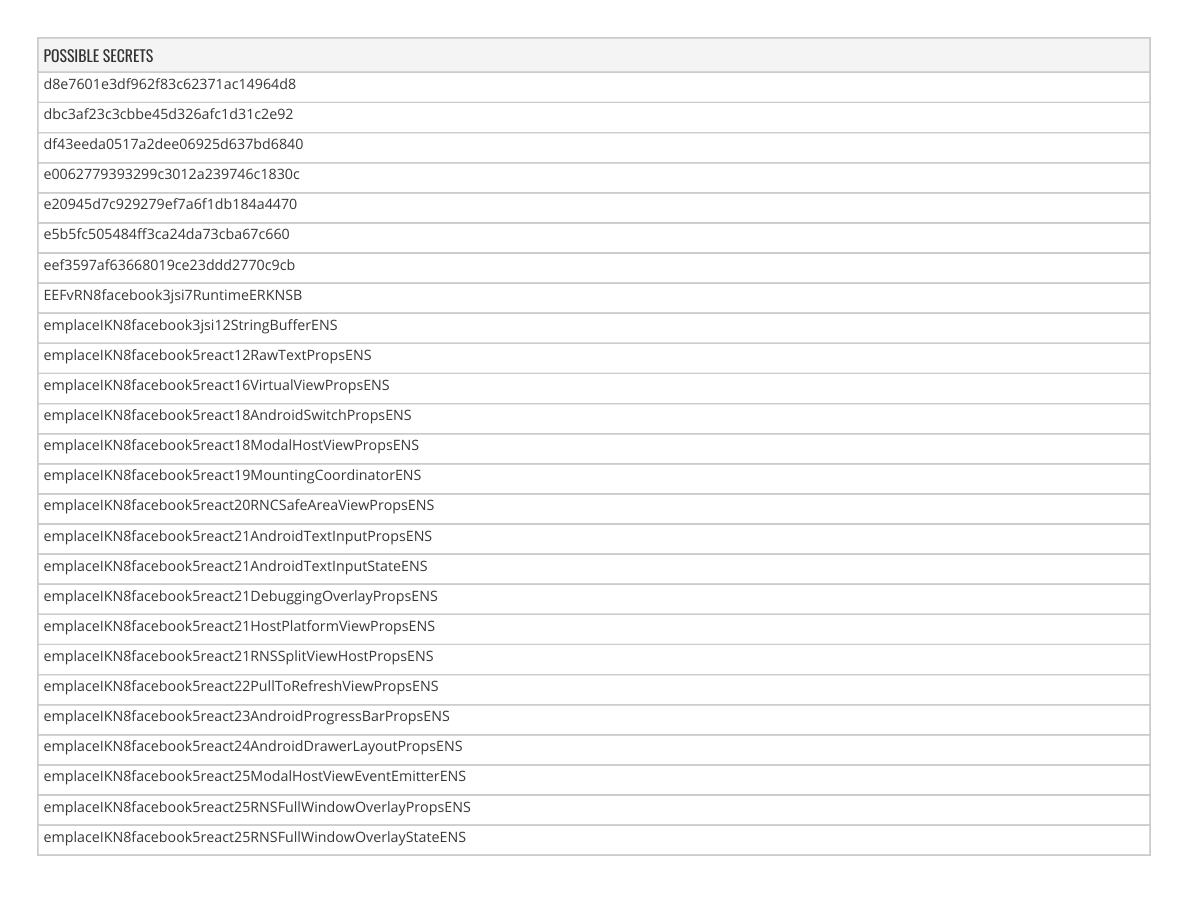 POSSIBLE SECRETS
d8e7601e3df962f83c62371ac14964d8
dbc3af23c3cbbe45d326afc1d31c2e92
df43eeda0517a2dee06925d637bd6840
e0062779393299c3012a239746c1830c
e20945d7c929279ef7a6f1db184a4470
e5b5fc505484ff3ca24da73cba67c660
eef3597af63668019ce23ddd2770c9cb
EEFvRN8facebook3jsi7RuntimeERKNSB
emplaceIKN8facebook3jsi12StringBufferENS
emplaceIKN8facebook5react12RawTextPropsENS
emplaceIKN8facebook5react16VirtualViewPropsENS
emplaceIKN8facebook5react18AndroidSwitchPropsENS
emplaceIKN8facebook5react18ModalHostViewPropsENS
emplaceIKN8facebook5react19MountingCoordinatorENS
emplaceIKN8facebook5react20RNCSafeAreaViewPropsENS
emplaceIKN8facebook5react21AndroidTextInputPropsENS
emplaceIKN8facebook5react21AndroidTextInputStateENS
emplaceIKN8facebook5react21DebuggingOverlayPropsENS
emplaceIKN8facebook5react21HostPlatformViewPropsENS
emplaceIKN8facebook5react21RNSSplitViewHostPropsENS
emplaceIKN8facebook5react22PullToRefreshViewPropsENS
emplaceIKN8facebook5react23AndroidProgressBarPropsENS
emplaceIKN8facebook5react24AndroidDrawerLayoutPropsENS
emplaceIKN8facebook5react25ModalHostViewEventEmitterENS
emplaceIKN8facebook5react25RNSFullWindowOverlayPropsENS
emplaceIKN8facebook5react25RNSFullWindowOverlayStateENS